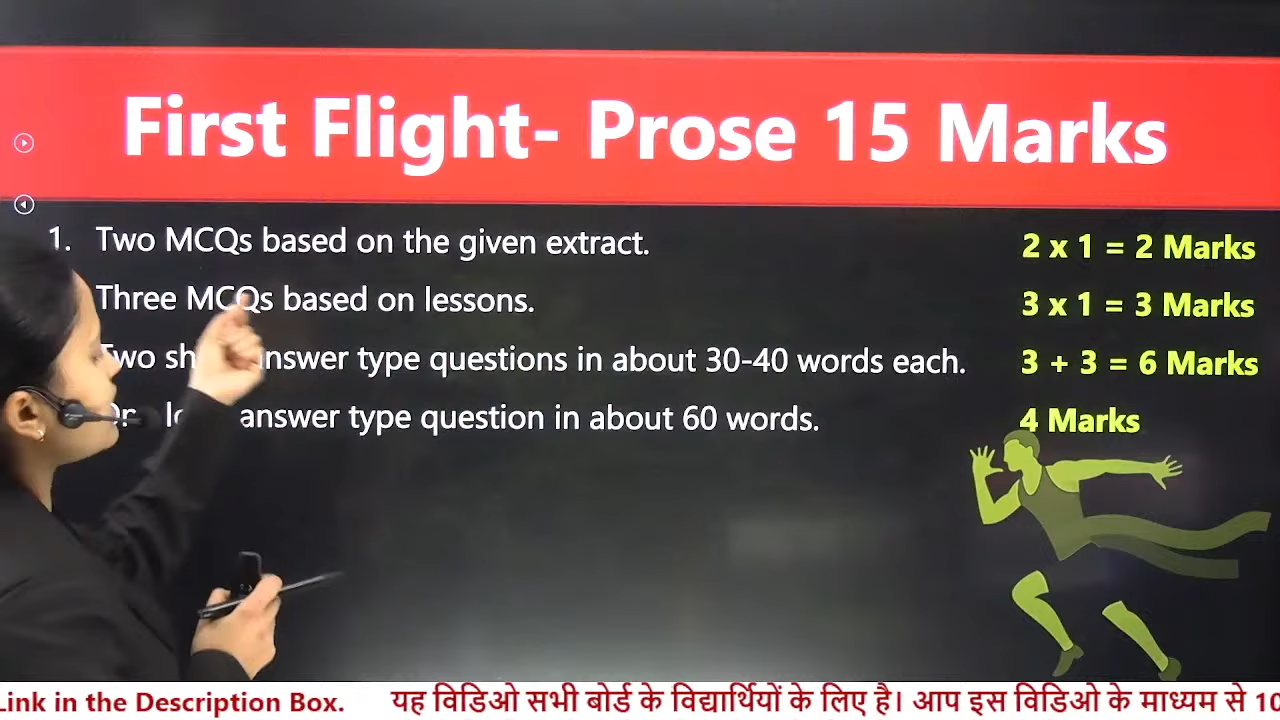 First Flight- Prose 15 Marks
1. Two MCQs based on the given extract. 2 x 1 = 2 Marks
Three MCQs based on lessons. 3 x 1 = 3 Marks
Two answer type questions in about 30-40 words each. 3 + 3 = 6 Marks
answer type question in about 60 words. 4 Marks
Link in the Description Box. यह विडिओ सभी बोर्ड के विद्यार्थियों के लिए है। आप इस विडिओ के माध्यम से 10